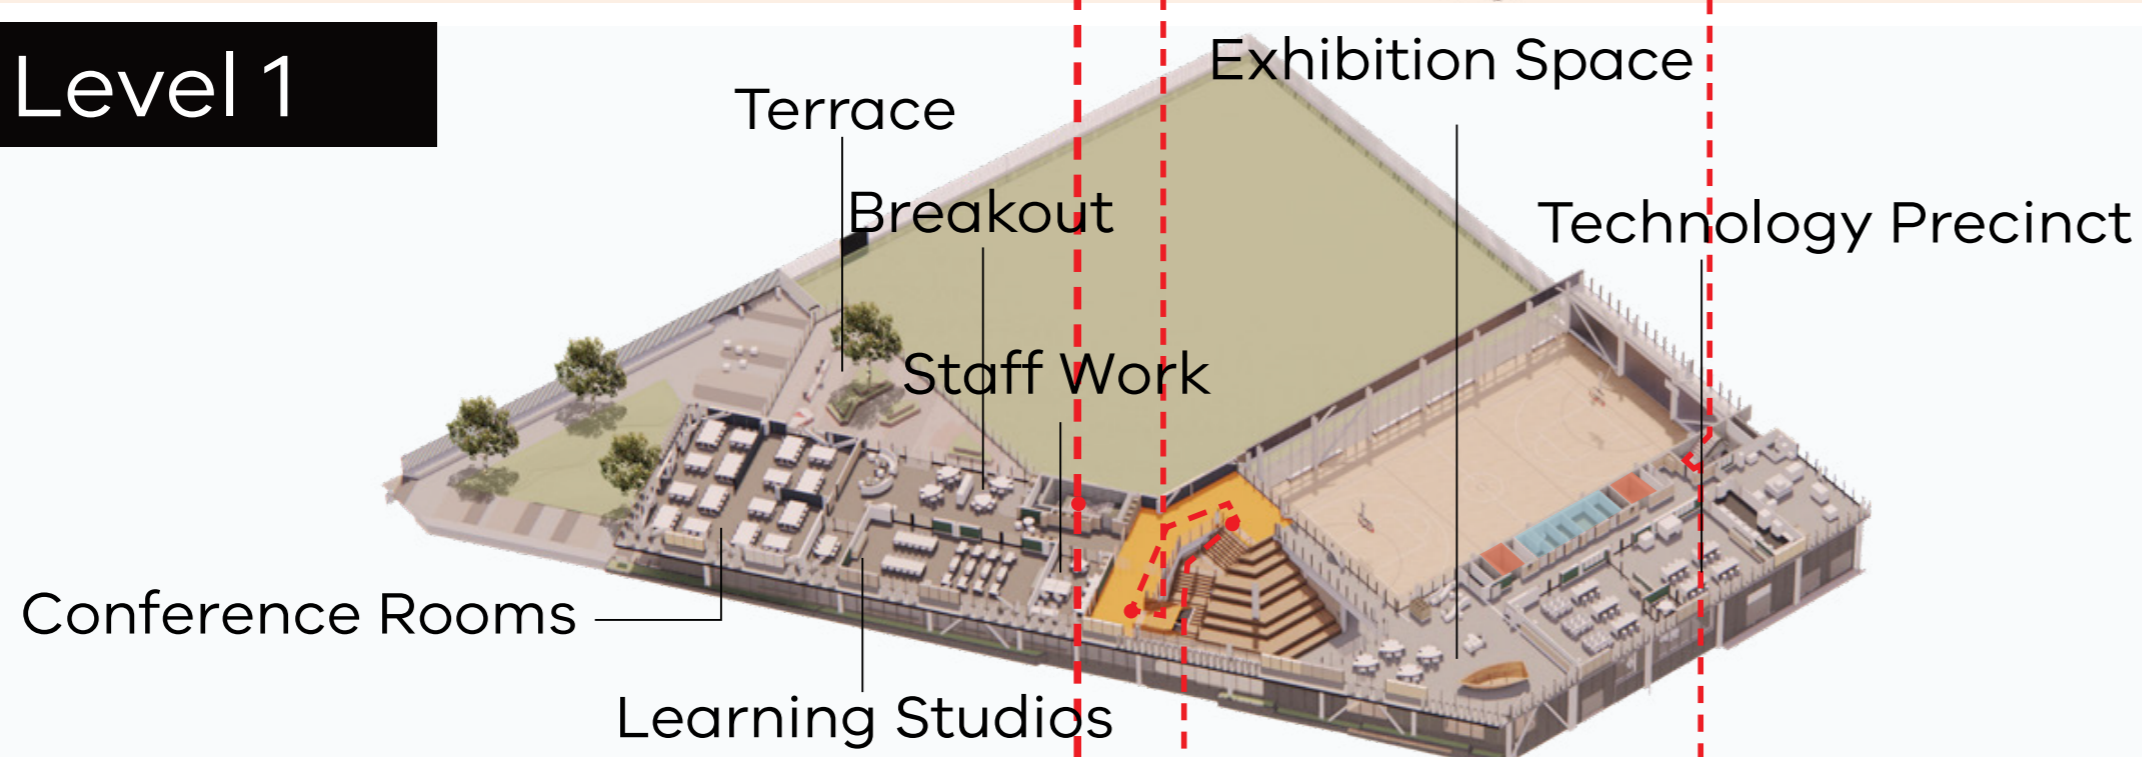 Level 1
Exhibition Space
Terrace
Breakout
Technology Precinct
Staff Work
Conference Rooms
Learning Studios